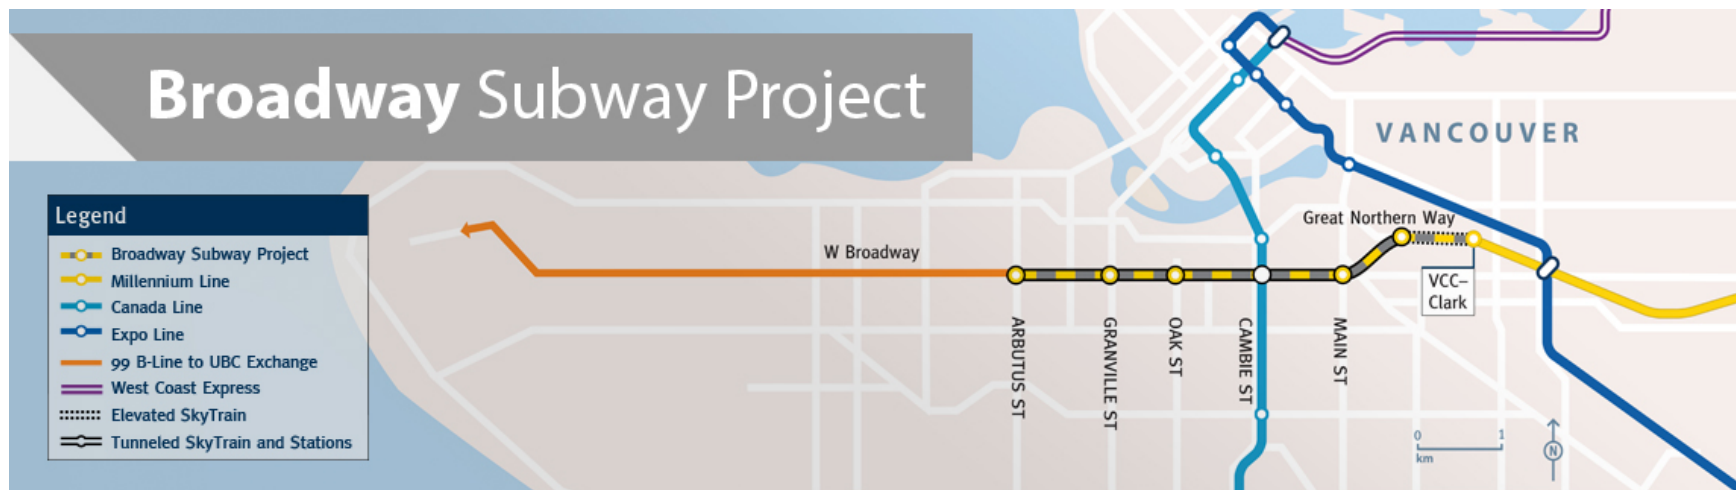 Broadway Subway Project
VANCOUVER
Legend
Broadway Subway Project
Millennium Line
Canada Line
Expo Line
99 B-Line to UBC Exchange
West Coast Express
Elevated SkyTrain
Tunneled SkyTrain and Stations
W Broadway
Great Northern Way
VCC–
Clark
ARBUTUS ST
GRANVILLE ST
OAK ST
CAMBIE ST
MAIN ST
0 1
km
N